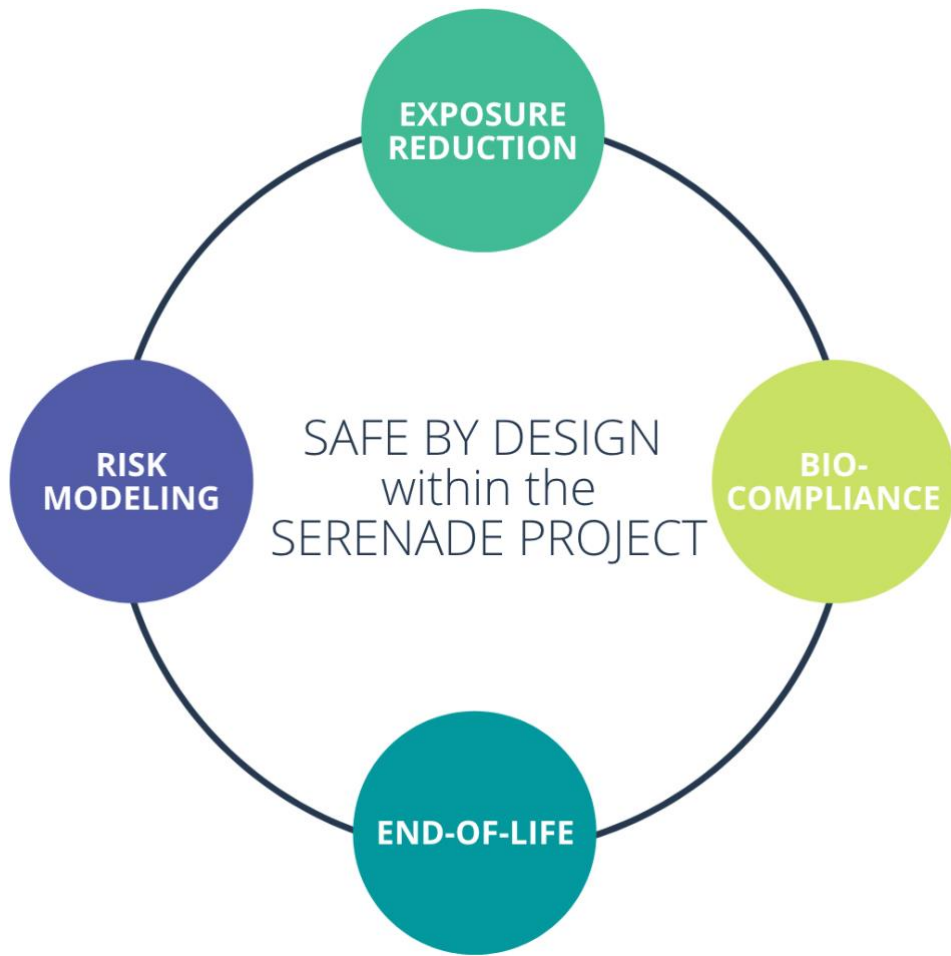 EXPOSURE
REDUCTION
RISK
MODELING
SAFE BY DESIGN
within the
SERENADE PROJECT
BIO-
COMPLIANCE
END-OF-LIFE